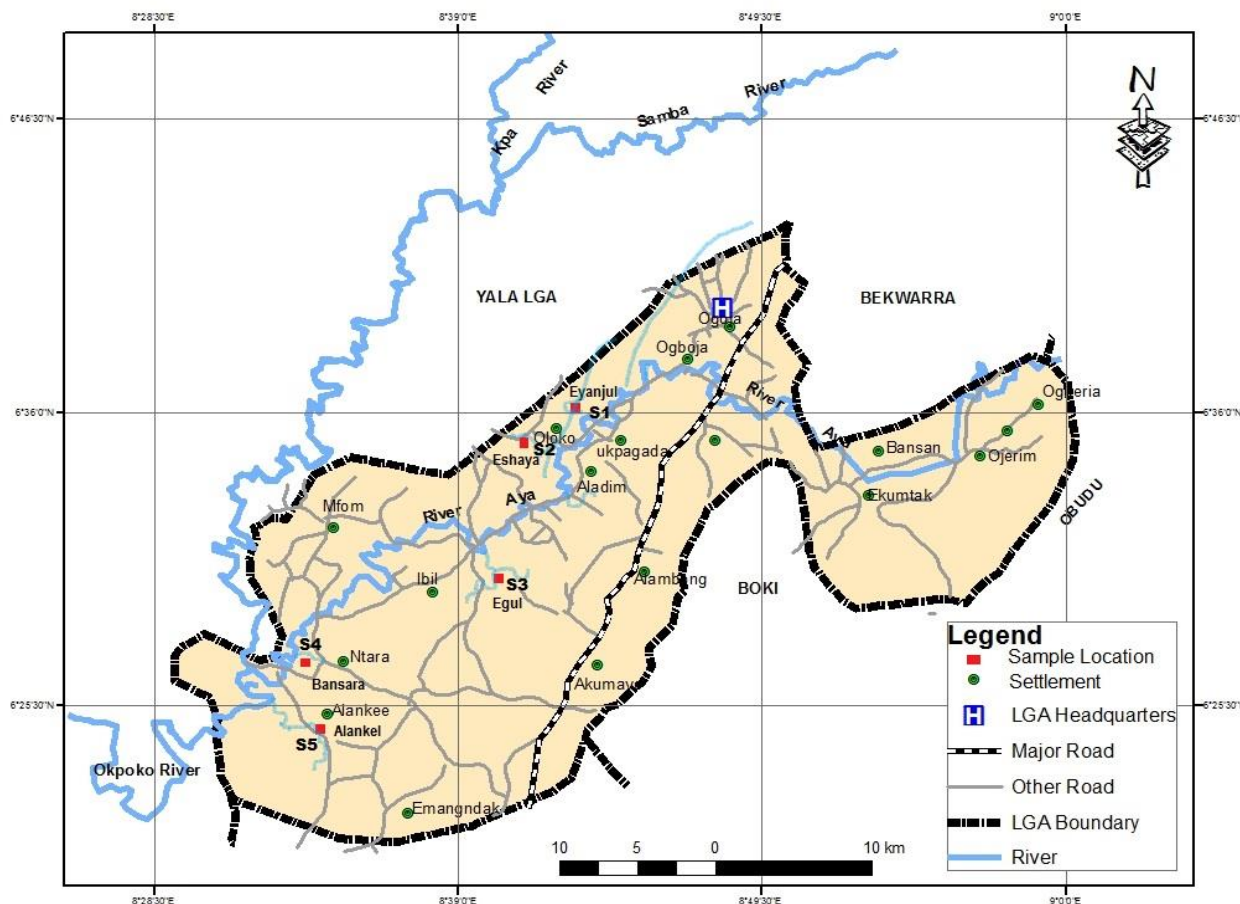 8°28'30"E
8°39'0"E
8°49'30"E
9°0'0"E
N
River
River
Samba
Kpa
6°46'30"N
6°46'30"N
YALA LGA
BEKWARRA
H
Ogoja
Ogboja
Eyanjul
S1
River
Aya
6°36'0"N
6°36'0"N
Oloko
S2
Eshaya
ukpagada
Aladim
Bansan
Ojerim
Ekumtak
OBUDU
Mfom
River
Aya
Ibil
S3
Egul
Alambang
BOKI
S4
Ntara
Bansara
Akumaye
Alankee
S5
Alankel
6°25'30"N
6°25'30"N
Okpoko River
Emangndak
Legend
Sample Location
Settlement
H LGA Headquarters
Major Road
Other Road
LGA Boundary
River
10 5 0 10 km
8°28'30"E
8°39'0"E
8°49'30"E
9°0'0"E